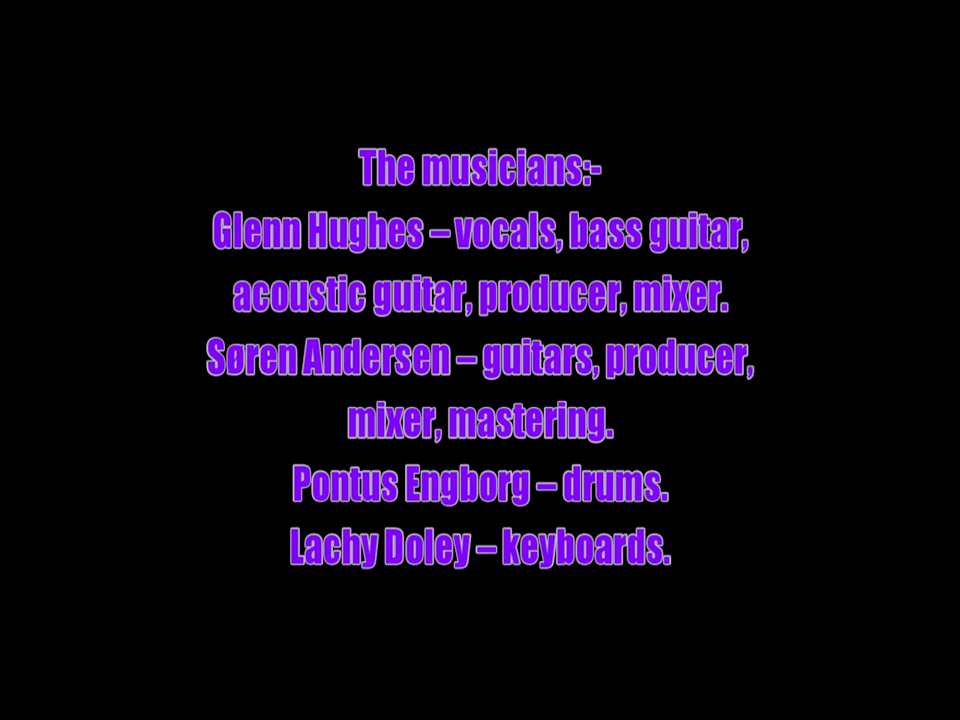 The musicians:-
Glenn Hughes – vocals, bass guitar,
acoustic guitar, producer, mixer.
Søren Andersen – guitars, producer,
mixer, mastering.
Pontus Engborg – drums.
Lachy Doley – keyboards.